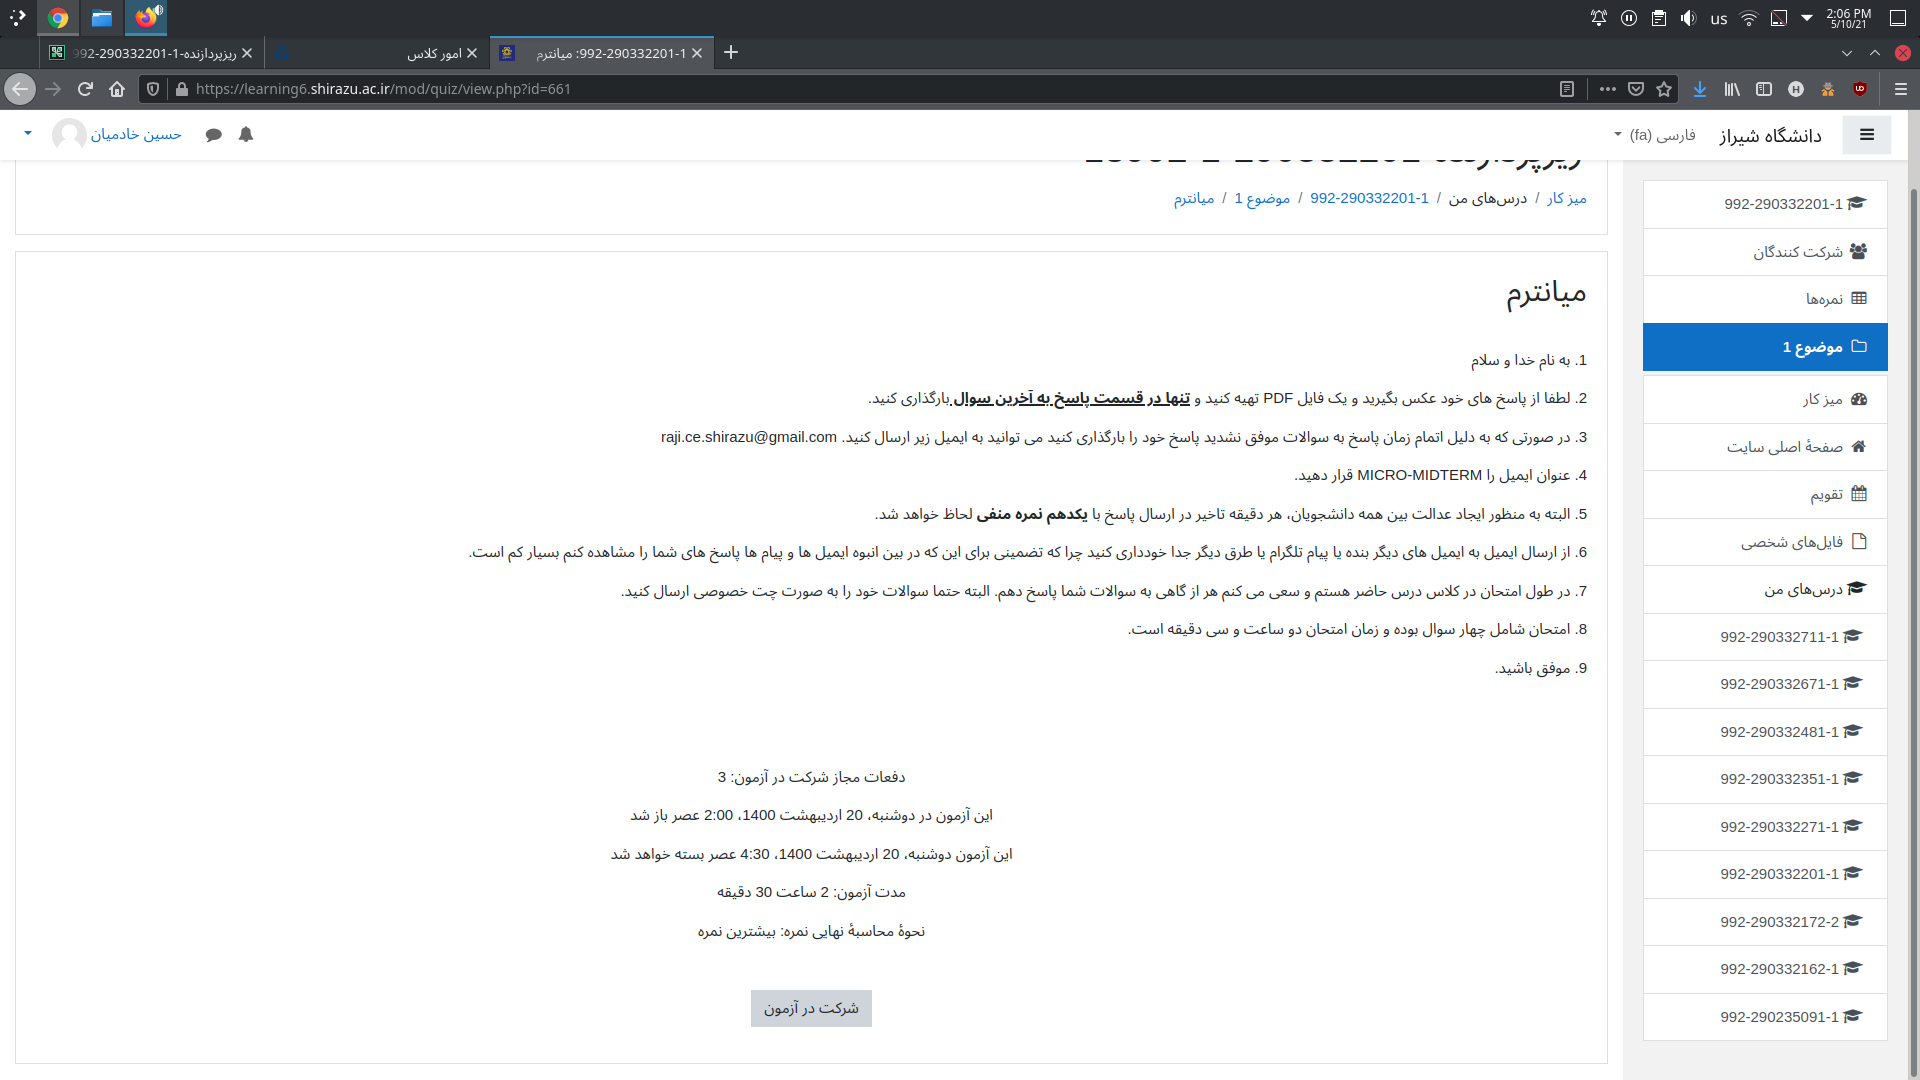 us
2:06 PM
5/10/21
992-290332201-1-ریزپردازنده
امور کلاس
992-290332201-1: میانترم
https://learning6.shirazu.ac.ir/mod/quiz/view.php?id=661
دانشگاه شیراز
فارسی (fa)
حسین خادمیان
میز کار / درس‌های من / 992-290332201-1 / موضوع 1 / میانترم
میانترم
1. به نام خدا و سلام
2. لطفا از پاسخ های خود عکس بگیرید و یک فایل PDF تهیه کنید و تنها در قسمت پاسخ به آخرین سوال بارگذاری کنید.
3. در صورتی که به دلیل اتمام زمان پاسخ به سوالات موفق نشدید پاسخ خود را بارگذاری کنید می توانید به ایمیل زیر ارسال کنید. raji.ce.shirazu@gmail.com
4. عنوان ایمیل را MICRO-MIDTERM قرار دهید.
5. البته به منظور ایجاد عدالت بین همه دانشجویان، هر دقیقه تاخیر در ارسال پاسخ با یکدهم نمره منفی لحاظ خواهد شد.
6. از ارسال ایمیل به ایمیل های دیگر بنده یا پیام تلگرام یا طرق دیگر جدا خودداری کنید چرا که تضمینی برای این که در بین انبوه ایمیل ها و پیام ها پاسخ های شما را مشاهده کنم بسیار کم است.
7. در طول امتحان در کلاس درس حاضر هستم و سعی می کنم هر از گاهی به سوالات شما پاسخ دهم. البته حتما سوالات خود را به صورت چت خصوصی ارسال کنید.
8. امتحان شامل چهار سوال بوده و زمان امتحان دو ساعت و سی دقیقه است.
9. موفق باشید.
دفعات مجاز شرکت در آزمون: 3
این آزمون در دوشنبه، 20 اردیبهشت 1400، 2:00 عصر باز شد
این آزمون دوشنبه، 20 اردیبهشت 1400، 4:30 عصر بسته خواهد شد
مدت آزمون: 2 ساعت 30 دقیقه
نحوهٔ محاسبهٔ نهایی نمره: بیشترین نمره
شرکت در آزمون
992-290332201-1
شرکت کنندگان
نمره‌ها
موضوع 1
میز کار
صفحهٔ اصلی سایت
تقویم
فایل‌های شخصی
درس‌های من
992-290332711-1
992-290332671-1
992-290332481-1
992-290332351-1
992-290332271-1
992-290332201-1
992-290332172-2
992-290332162-1
992-290235091-1